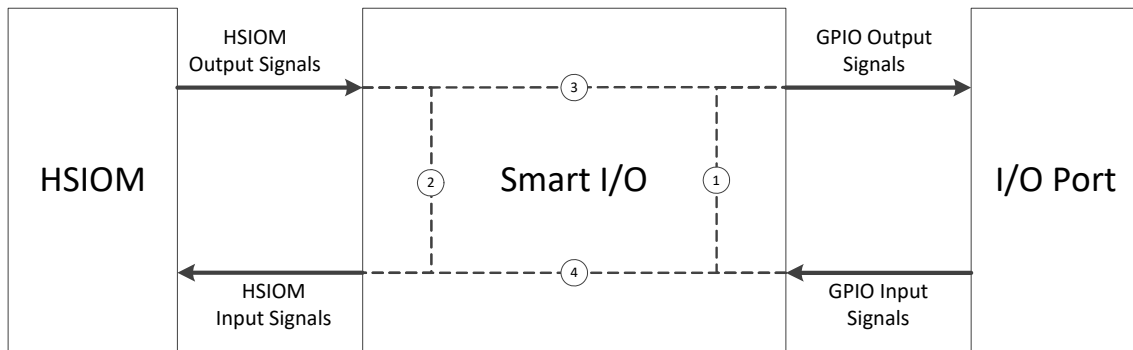 HSIOM
Output Signals
GPIO Output
Signals
3
HSIOM
2
Smart I/O
1
I/O Port
4
HSIOM
Input Signals
GPIO Input
Signals